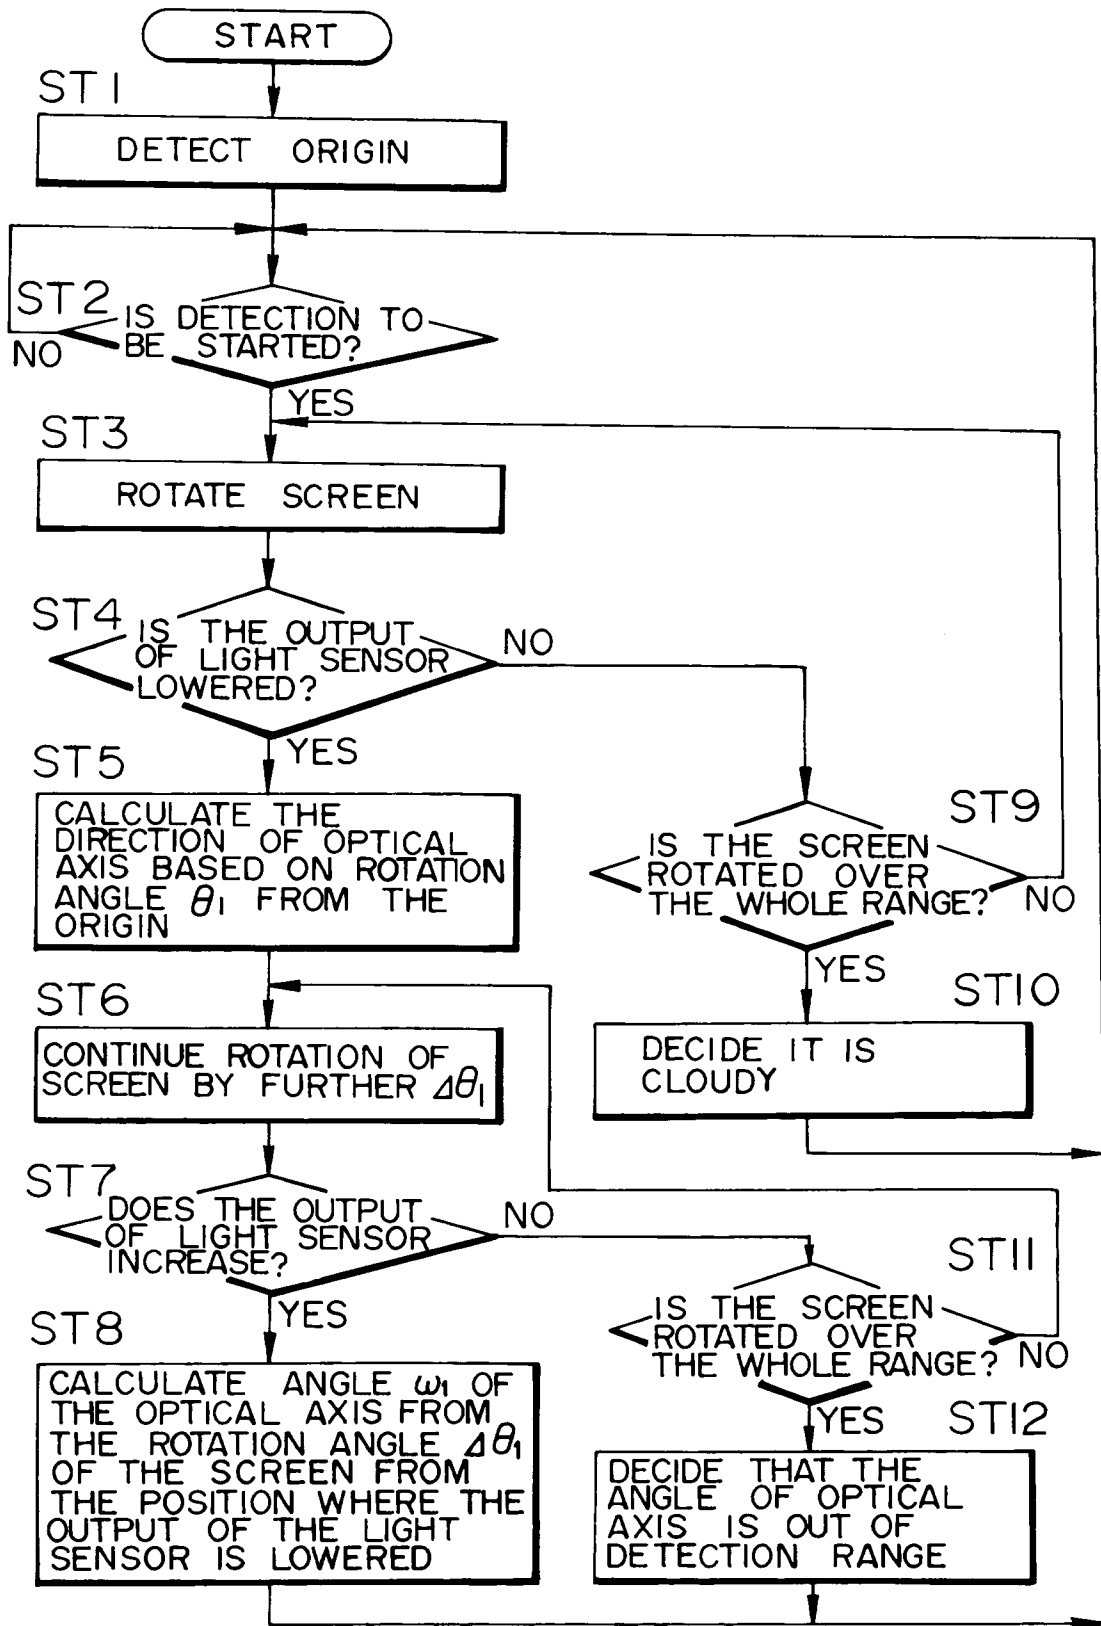 START
ST1
DETECT ORIGIN
ST2
IS DETECTION TO
BE STARTED?
NO
YES
ST3
ROTATE SCREEN
ST4
IS THE OUTPUT
OF LIGHT SENSOR
LOWERED?
NO
YES
ST5
CALCULATE THE
DIRECTION OF OPTICAL
AXIS BASED ON ROTATION
ANGLE θ1 FROM THE
ORIGIN
ST9
IS THE SCREEN
ROTATED OVER
THE WHOLE RANGE?
NO
YES
ST10
DECIDE IT IS
CLOUDY
ST6
CONTINUE ROTATION OF
SCREEN BY FURTHER Δθ1
ST7
DOES THE OUTPUT
OF LIGHT SENSOR
INCREASE?
NO
YES
ST11
IS THE SCREEN
ROTATED OVER
THE WHOLE RANGE?
NO
YES
ST8
CALCULATE ANGLE ω1 OF
THE OPTICAL AXIS FROM
THE ROTATION ANGLE Δθ1
OF THE SCREEN FROM
THE POSITION WHERE THE
OUTPUT OF THE LIGHT
SENSOR IS LOWERED
ST12
DECIDE THAT THE
ANGLE OF OPTICAL
AXIS IS OUT OF
DETECTION RANGE